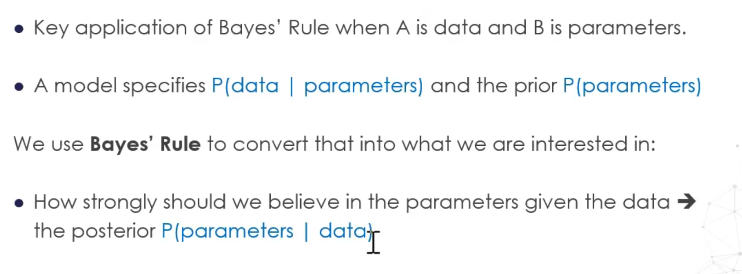 • Key application of Bayes' Rule when A is data and B is parameters.
• A model specifies P(data | parameters) and the prior P(parameters)
We use Bayes' Rule to convert that into what we are interested in:
• How strongly should we believe in the parameters given the data ➔
the posterior P(parameters | data)